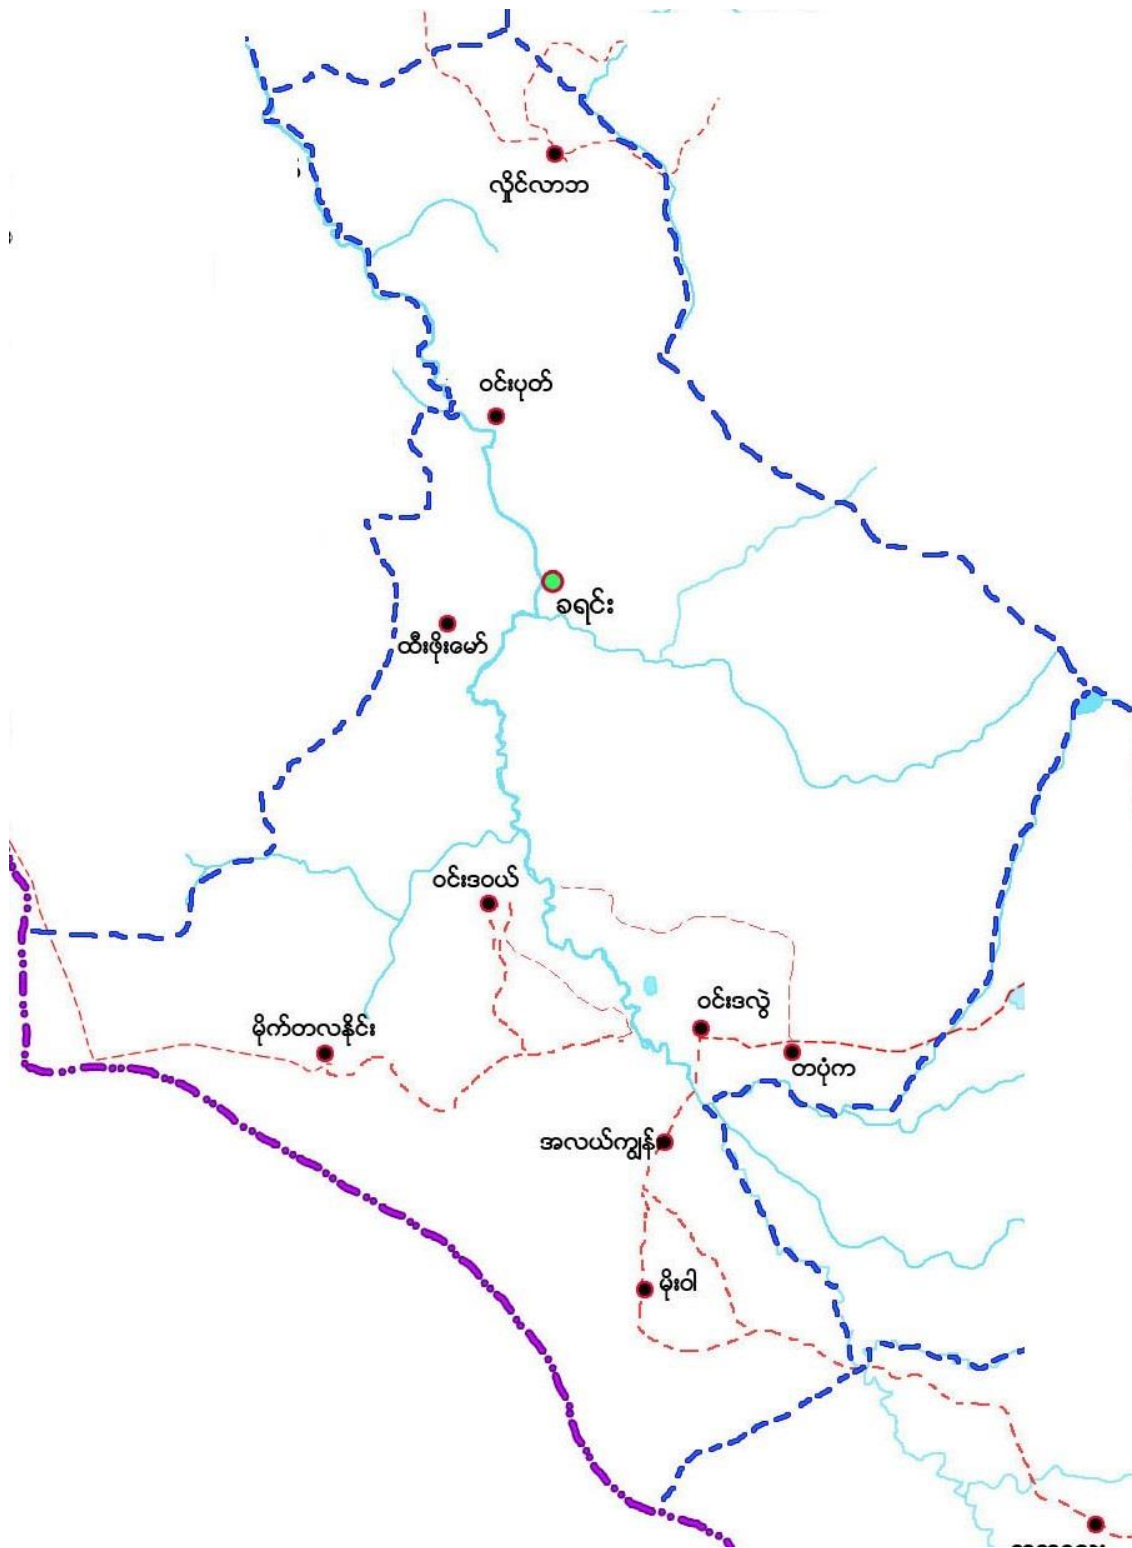 လှိုင်လာဘ
ဝင်းပုတ်
ခရင်း
ထီးဖိုးမော်
ဝင်းဒဝယ်
ဝင်းဒလွဲ
မိုက်တလနိုင်း
တပုံက
အလယ်ကျွန်
မိုးဝါ